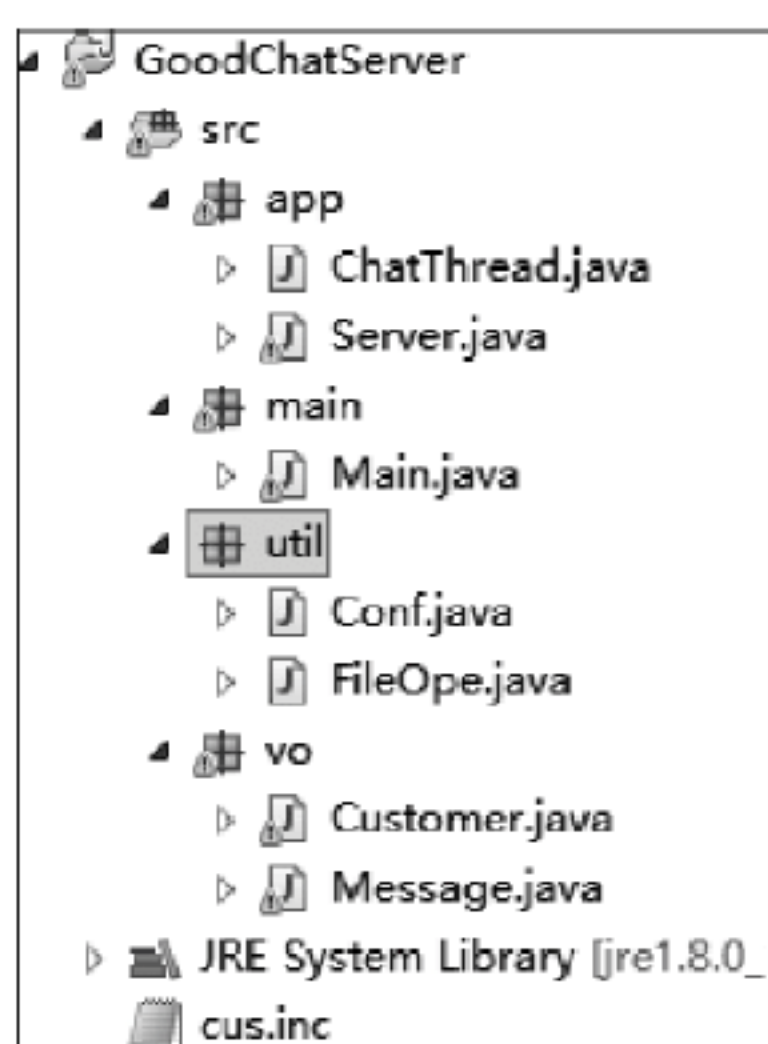 GoodChatServer
src
app
ChatThread.java
Server.java
main
Main.java
util
Conf.java
FileOpe.java
vo
Customer.java
Message.java
JRE System Library [jre1.8.0_
cus.inc